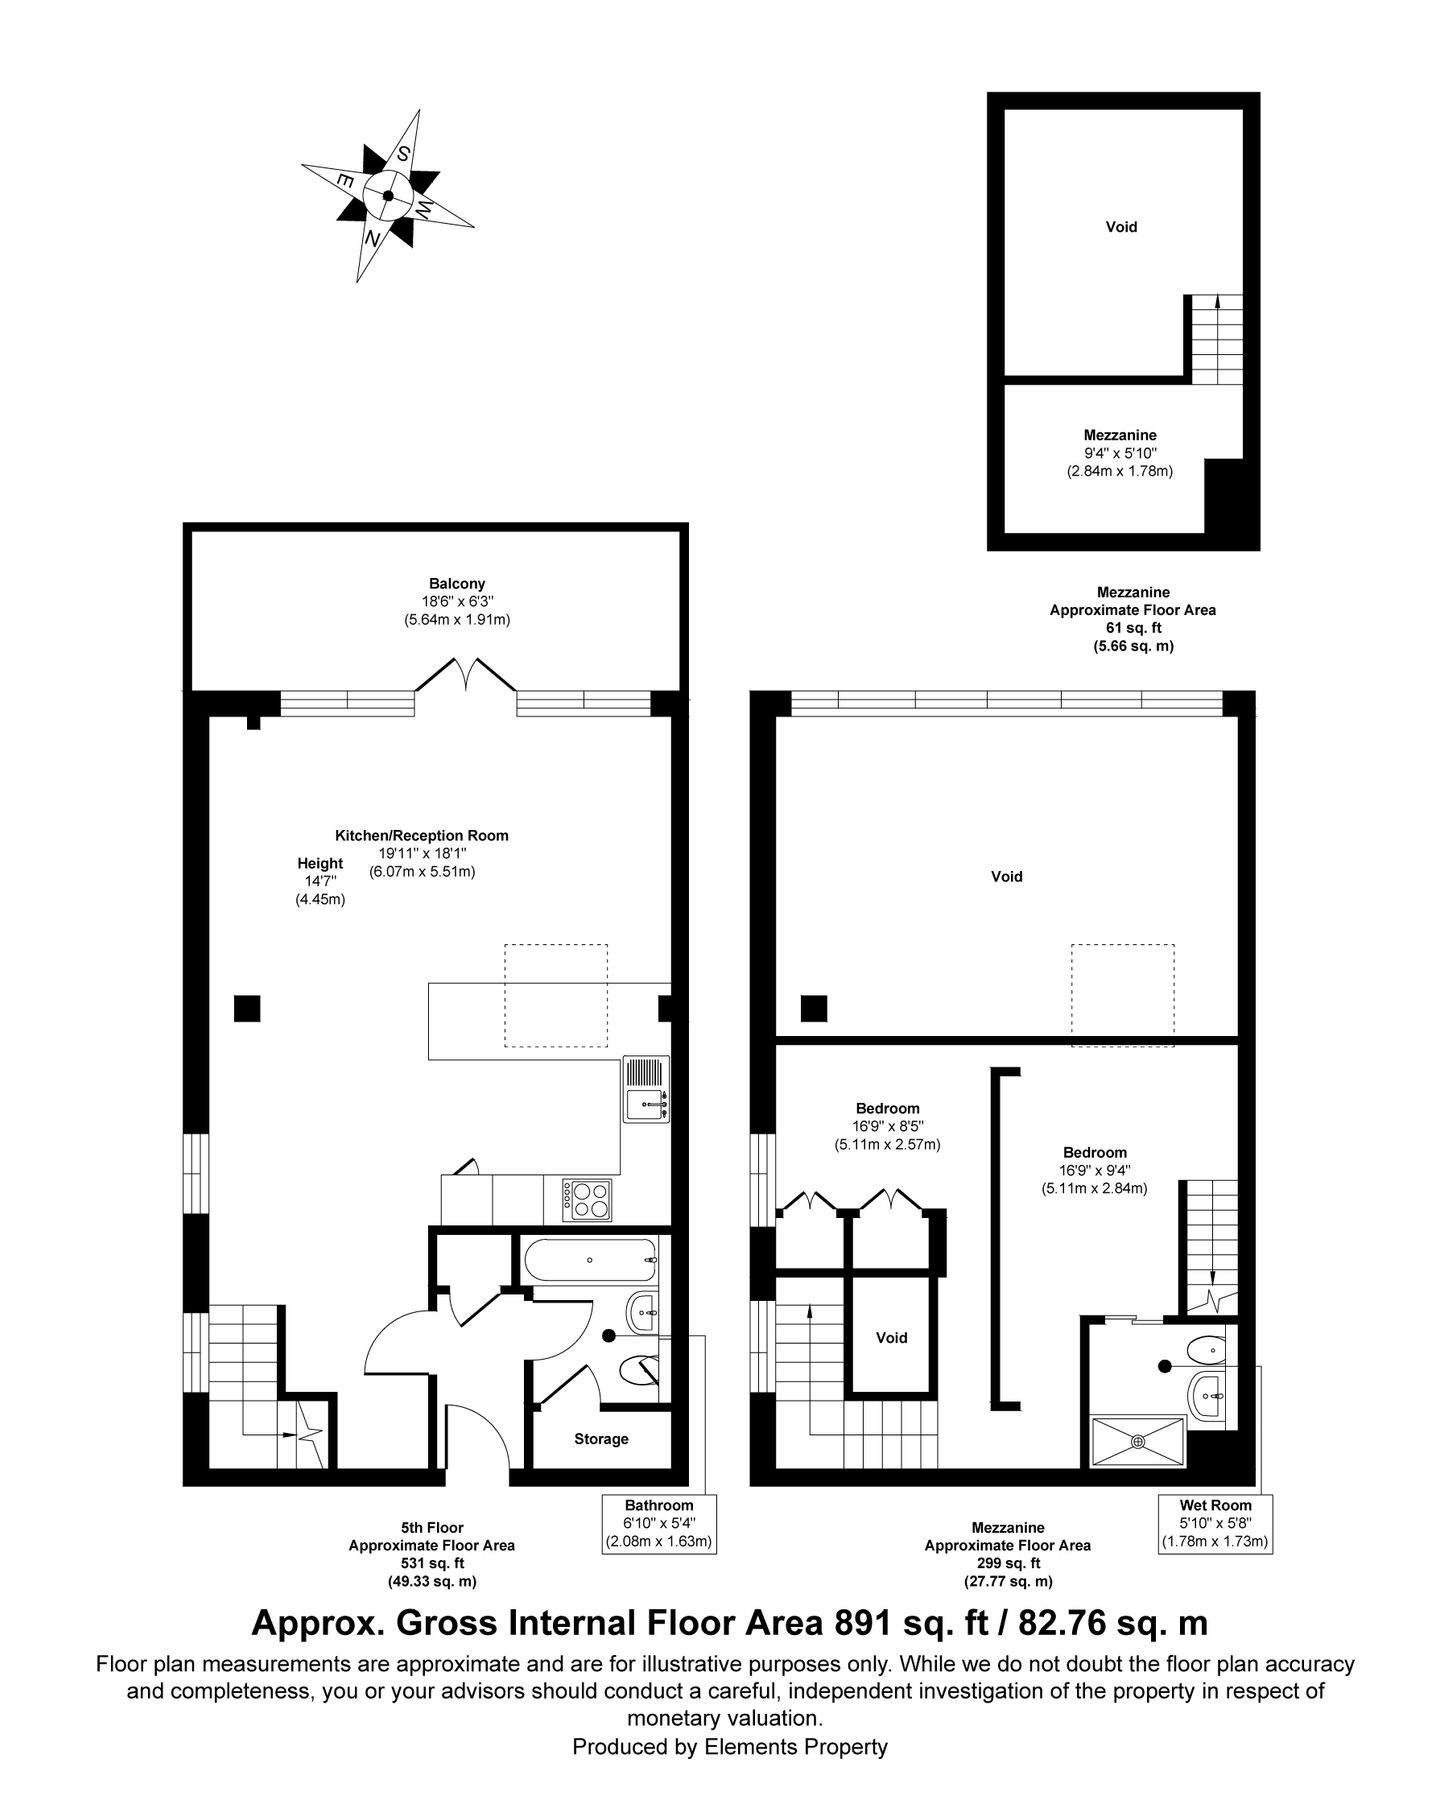 S
E
W
N
Void
Mezzanine
9'4" x 5'10"
(2.84m x 1.78m)
Mezzanine
Approximate Floor Area
61 sq. ft
(5.66 sq. m)
Balcony
18'6" x 6'3"
(5.64m x 1.91m)
Kitchen/Reception Room
19'11" x 18'1"
(6.07m x 5.51m)
Height
14'7"
(4.45m)
Storage
Bathroom
6'10" x 5'4"
(2.08m x 1.63m)
5th Floor
Approximate Floor Area
531 sq. ft
(49.33 sq. m)
Void
Bedroom
16'9" x 8'5"
(5.11m x 2.57m)
Bedroom
16'9" x 9'4"
(5.11m x 2.84m)
Void
Wet Room
5'10" x 5'8"
(1.78m x 1.73m)
Mezzanine
Approximate Floor Area
299 sq. ft
(27.77 sq. m)
Approx. Gross Internal Floor Area 891 sq. ft / 82.76 sq. m
Floor plan measurements are approximate and are for illustrative purposes only. While we do not doubt the floor plan accuracy
and completeness, you or your advisors should conduct a careful, independent investigation of the property in respect of
monetary valuation.
Produced by Elements Property